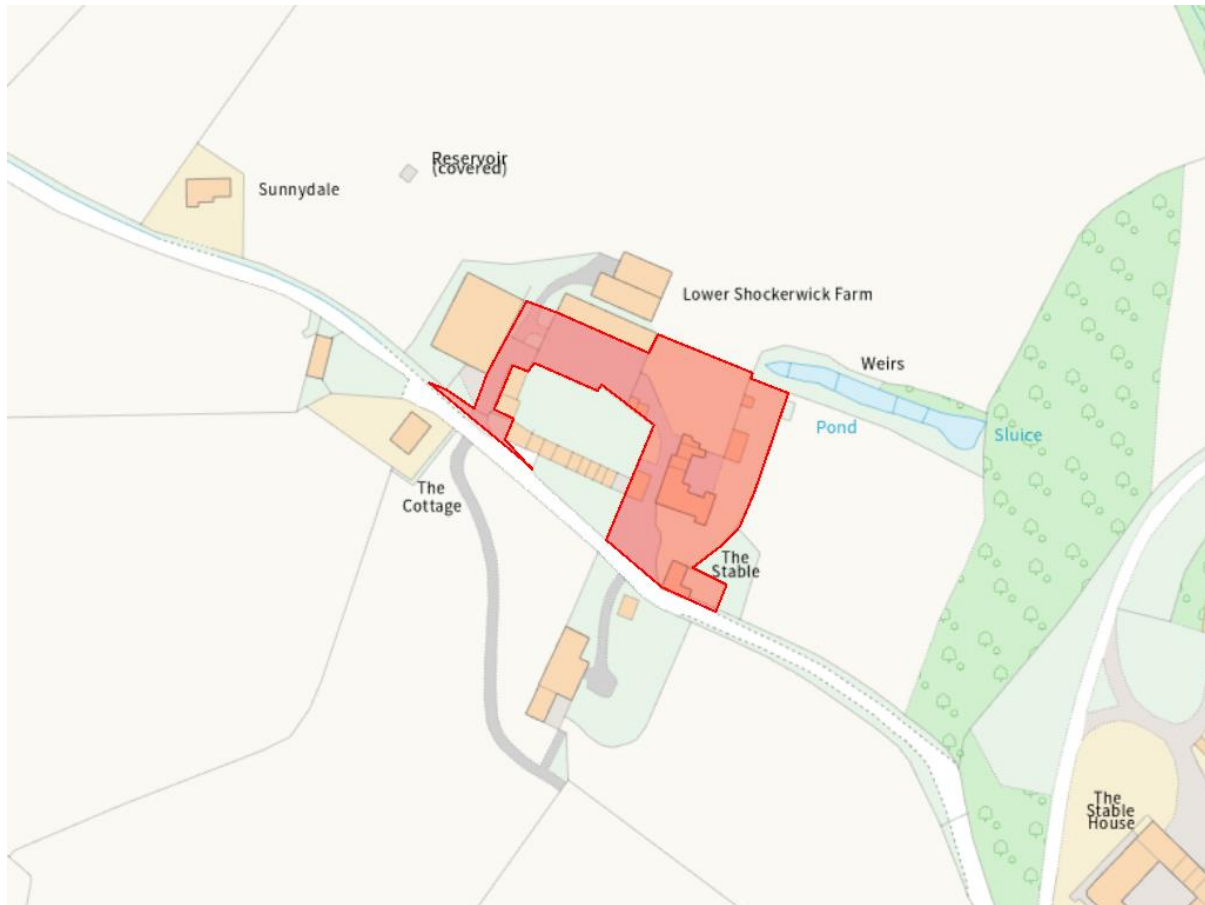 Reservoir
(covered)
Sunnydale
Lower Shockerwick Farm
Weirs
Pond
Sluice
The
Cottage
The
Stable
The
Stable
House